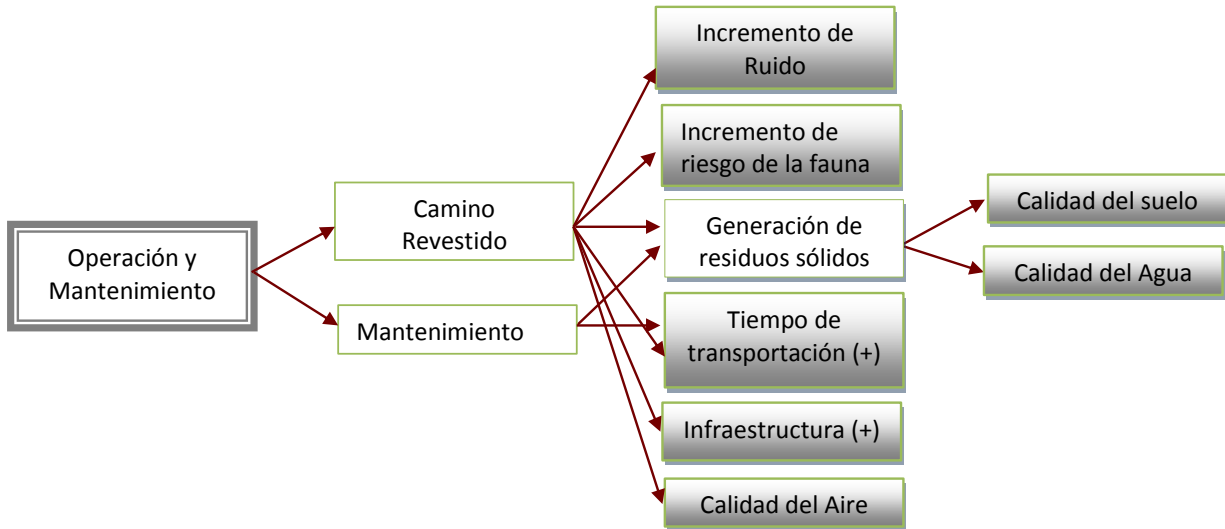 Incremento de
Ruido
Incremento de
riesgo de la fauna
Calidad del suelo
Camino
Revestido
Generación de
residuos sólidos
Operación y
Mantenimiento
Calidad del Agua
Mantenimiento
Tiempo de
transportación (+)
Infraestructura (+)
Calidad del Aire